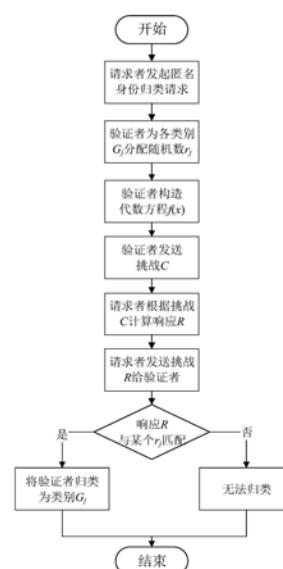 开始
请求者发起匿名
身份归类请求
验证者为各类别
Gj分配随机数rj
验证者构造
代数方程f(x)
验证者发送
挑战C
请求者根据挑战
C计算响应R
请求者发送挑战
R给验证者
响应R
与某个rj匹配
是
否
将验证者归类
为类别Gj
无法归类
结束